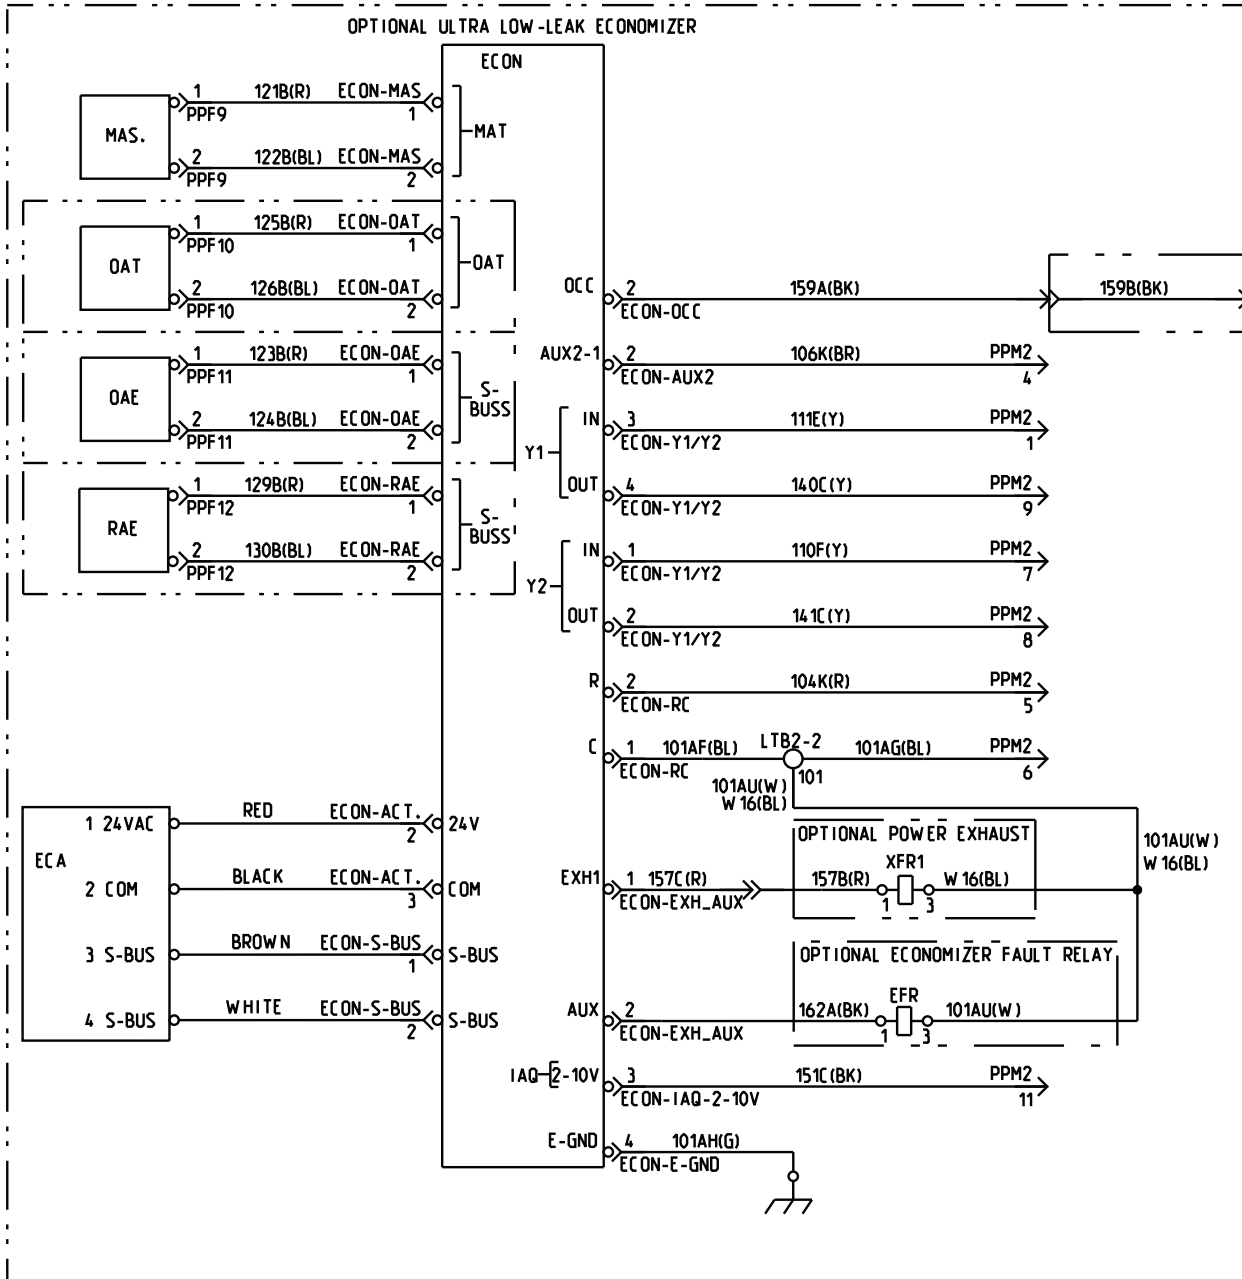 OPTIONAL ULTRA LOW-LEAK ECONOMIZER
ECON
MAS.
1 121B(R) ECON-MAS
PPF9 1
2 122B(BL) ECON-MAS
PPF9 2
MAT
OAT
1 125B(R) ECON-OAT
PPF10 1
2 126B(BL) ECON-OAT
PPF10 2
OAT
OAE
1 123B(R) ECON-OAE
PPF11 1
2 124B(BL) ECON-OAE
PPF11 2
S-
BUSS
RAE
1 129B(R) ECON-RAE
PPF12 1
2 130B(BL) ECON-RAE
PPF12 2
S-
BUSS
ECA
1 24VAC RED ECON-ACT. 24V
2
2 COM BLACK ECON-ACT. COM
3
3 S-BUS BROWN ECON-S-BUS S-BUS
1
4 S-BUS WHITE ECON-S-BUS S-BUS
2
OCC 2 159A(BK) 159B(BK)
ECON-OCC
AUX2-1 2 106K(BR) PPM2
ECON-AUX2 4
Y1
IN 3 111E(Y) PPM2
ECON-Y1/Y2 1
OUT 4 140C(Y) PPM2
ECON-Y1/Y2 9
Y2
IN 1 110F(Y) PPM2
ECON-Y1/Y2 7
OUT 2 141C(Y) PPM2
ECON-Y1/Y2 8
R 2 104K(R) PPM2
ECON-RC 5
C 1 101AF(BL) LTB2-2 101AG(BL) PPM2
ECON-RC 101 6
101AU(W)
W16(BL)
101AU(W)
W16(BL)
OPTIONAL POWER EXHAUST
XFR1
EXH1 1 157C(R) 157B(R) W16(BL)
ECON-EXH_AUX 1 3
OPTIONAL ECONOMIZER FAULT RELAY
EFR
AUX 2 162A(BK) 101AU(W)
ECON-EXH_AUX 1 3
IAQ 2-10V 3 151C(BK) PPM2
ECON-IAQ-2-10V 11
E-GND 4 101AH(G)
ECON-E-GND